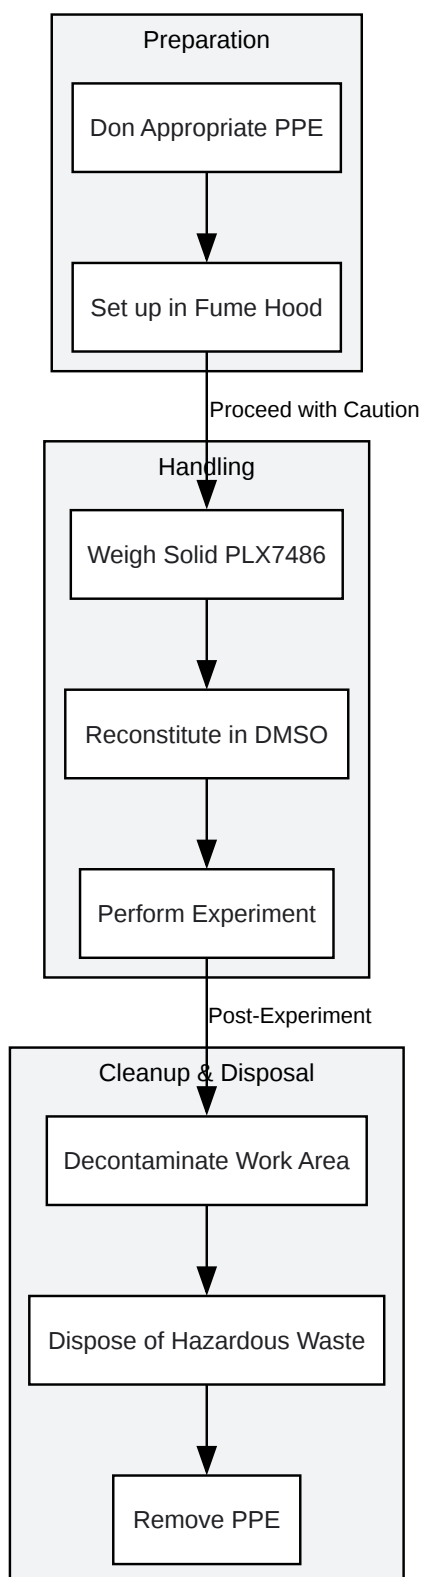 Preparation
Don Appropriate PPE
Set up in Fume Hood
Proceed with Caution
Handling
Weigh Solid PLX7486
Reconstitute in DMSO
Perform Experiment
Post-Experiment
Cleanup & Disposal
Decontaminate Work Area
Dispose of Hazardous Waste
Remove PPE